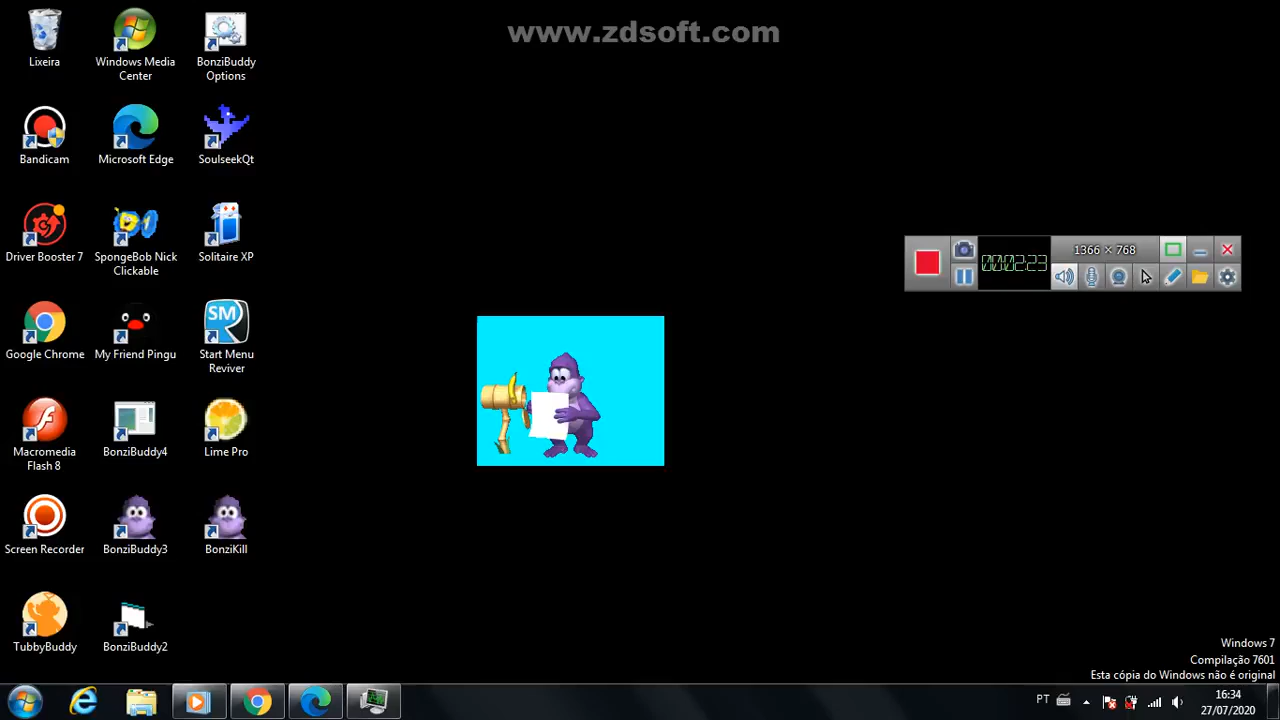 www.zdsoft.com
Lixeira
Windows Media
Center
BonziBuddy
Options
Bandicam
Microsoft Edge
SoulseekQt
1366 × 768
000:2:23
Driver Booster 7
SpongeBob Nick
Clickable
Solitaire XP
Google Chrome
My Friend Pingu
SM
Start Menu
Reviver
Macromedia
Flash 8
BonziBuddy4
Lime Pro
Screen Recorder
BonziBuddy3
BonziKill
TubbyBuddy
BonziBuddy2
Windows 7
Compilação 7601
Esta cópia do Windows não é original
PT
16:34
27/07/2020